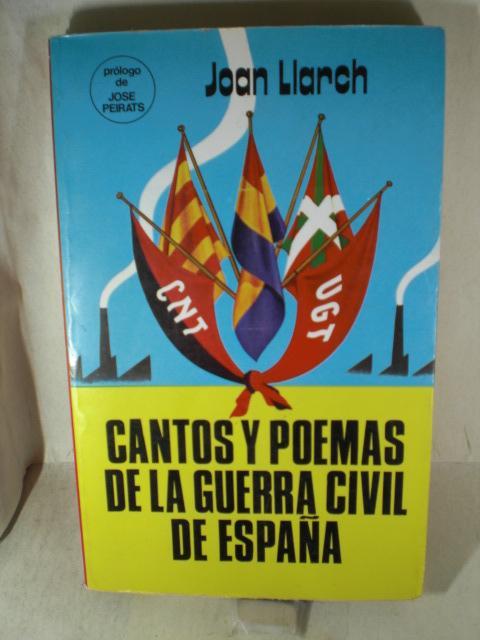 prólogo
de
JOSE
PEIRATS
Joan Llarch
CNT
UGT
CANTOS Y POEMAS
DE LA GUERRA CIVIL
DE ESPAÑA